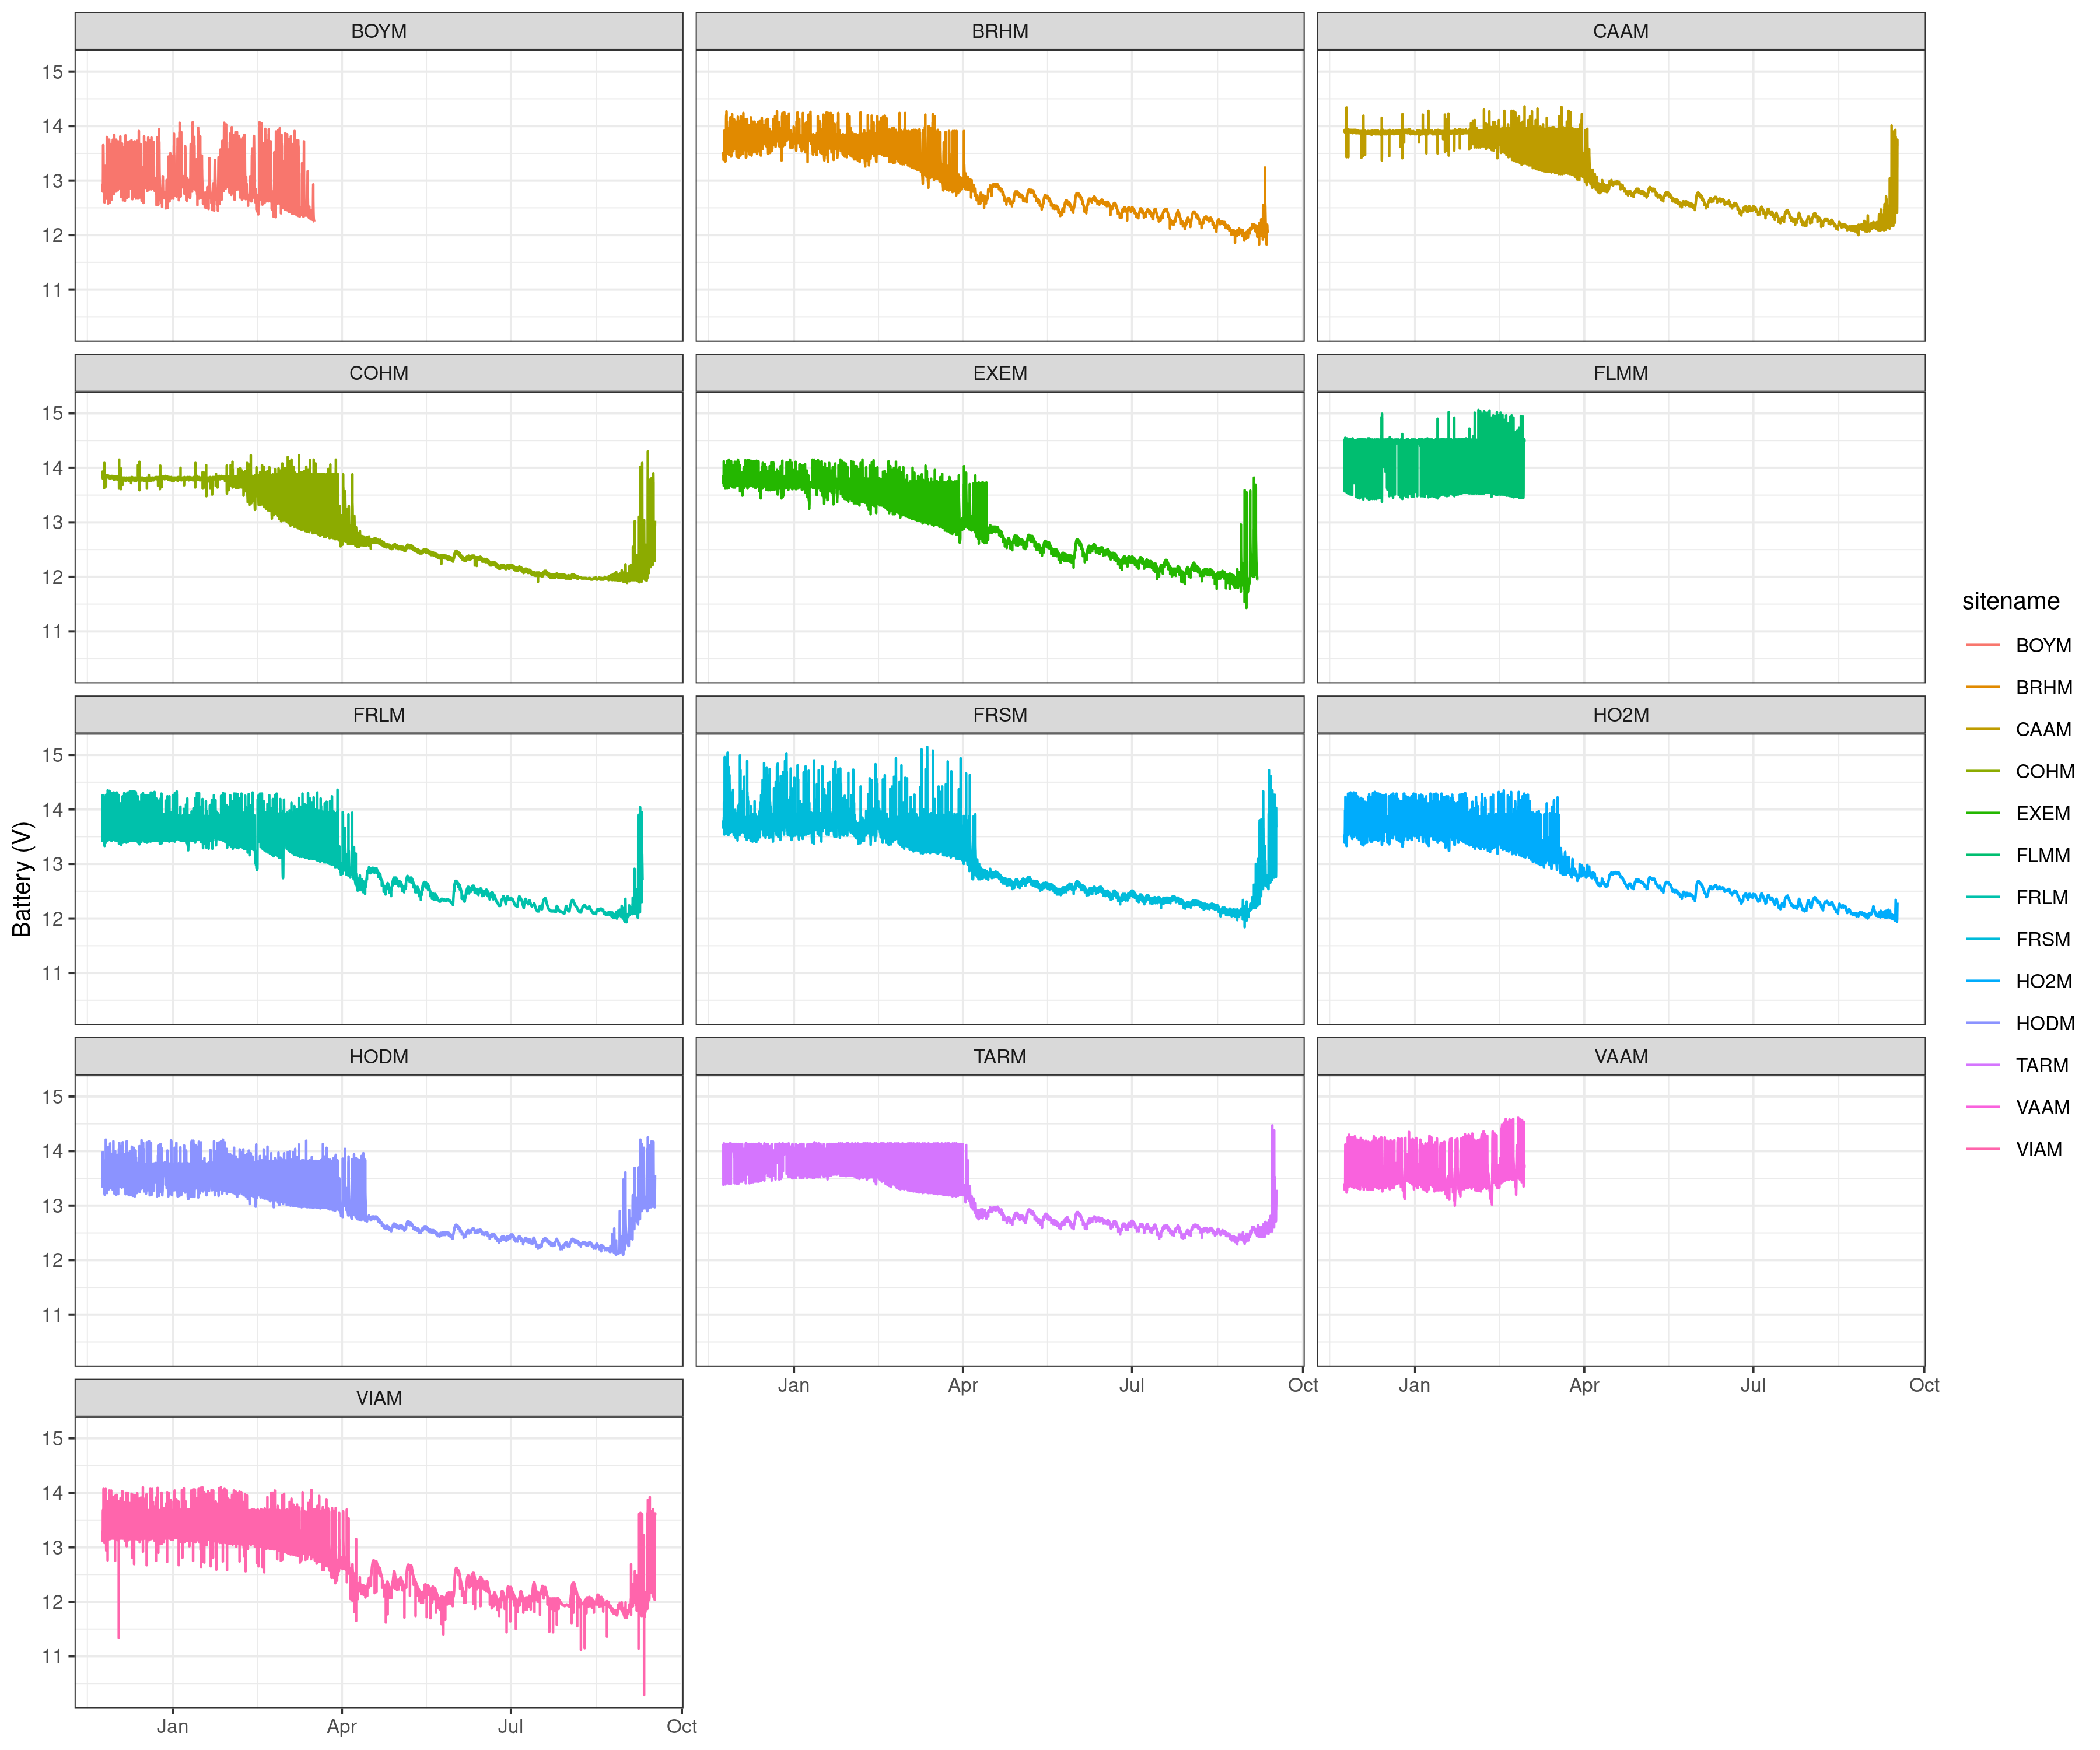 BOYM
BRHM
CAAM
15
14
13
12
11
COHM
EXEM
FLMM
15
14
13
12
11
FRLM
FRSM
HO2M
15
14
13
12
11
HODM
TARM
VAAM
15
14
13
12
11
Jan Apr Jul Oct
Jan Apr Jul Oct
VIAM
15
14
13
12
11
Jan Apr Jul Oct
Battery (V)
sitename
BOYM
BRHM
CAAM
COHM
EXEM
FLMM
FRLM
FRSM
HO2M
HODM
TARM
VAAM
VIAM